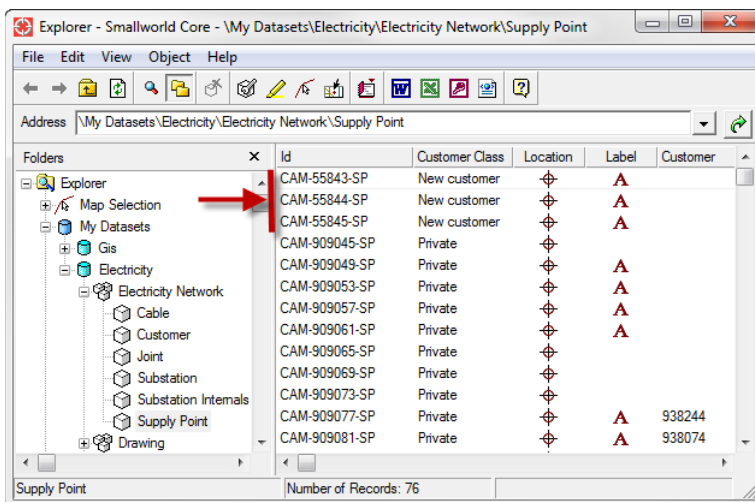 Explorer - Smallworld Core - \My Datasets\Electricity\Electricity Network\Supply Point
File Edit View Object Help
Address \My Datasets\Electricity\Electricity Network\Supply Point
Folders
Explorer
Map Selection
My Datasets
Gis
Electricity
Electricity Network
Cable
Customer
Joint
Substation
Substation Internals
Supply Point
Drawing
Id Customer Class Location Label Customer
CAM-55843-SP New customer A
CAM-55844-SP New customer A
CAM-55845-SP New customer A
CAM-909045-SP Private
CAM-909049-SP Private A
CAM-909053-SP Private A
CAM-909057-SP Private A
CAM-909061-SP Private A
CAM-909065-SP Private
CAM-909069-SP Private
CAM-909073-SP Private
CAM-909077-SP Private A 938244
CAM-909081-SP Private A 938074
Supply Point Number of Records: 76